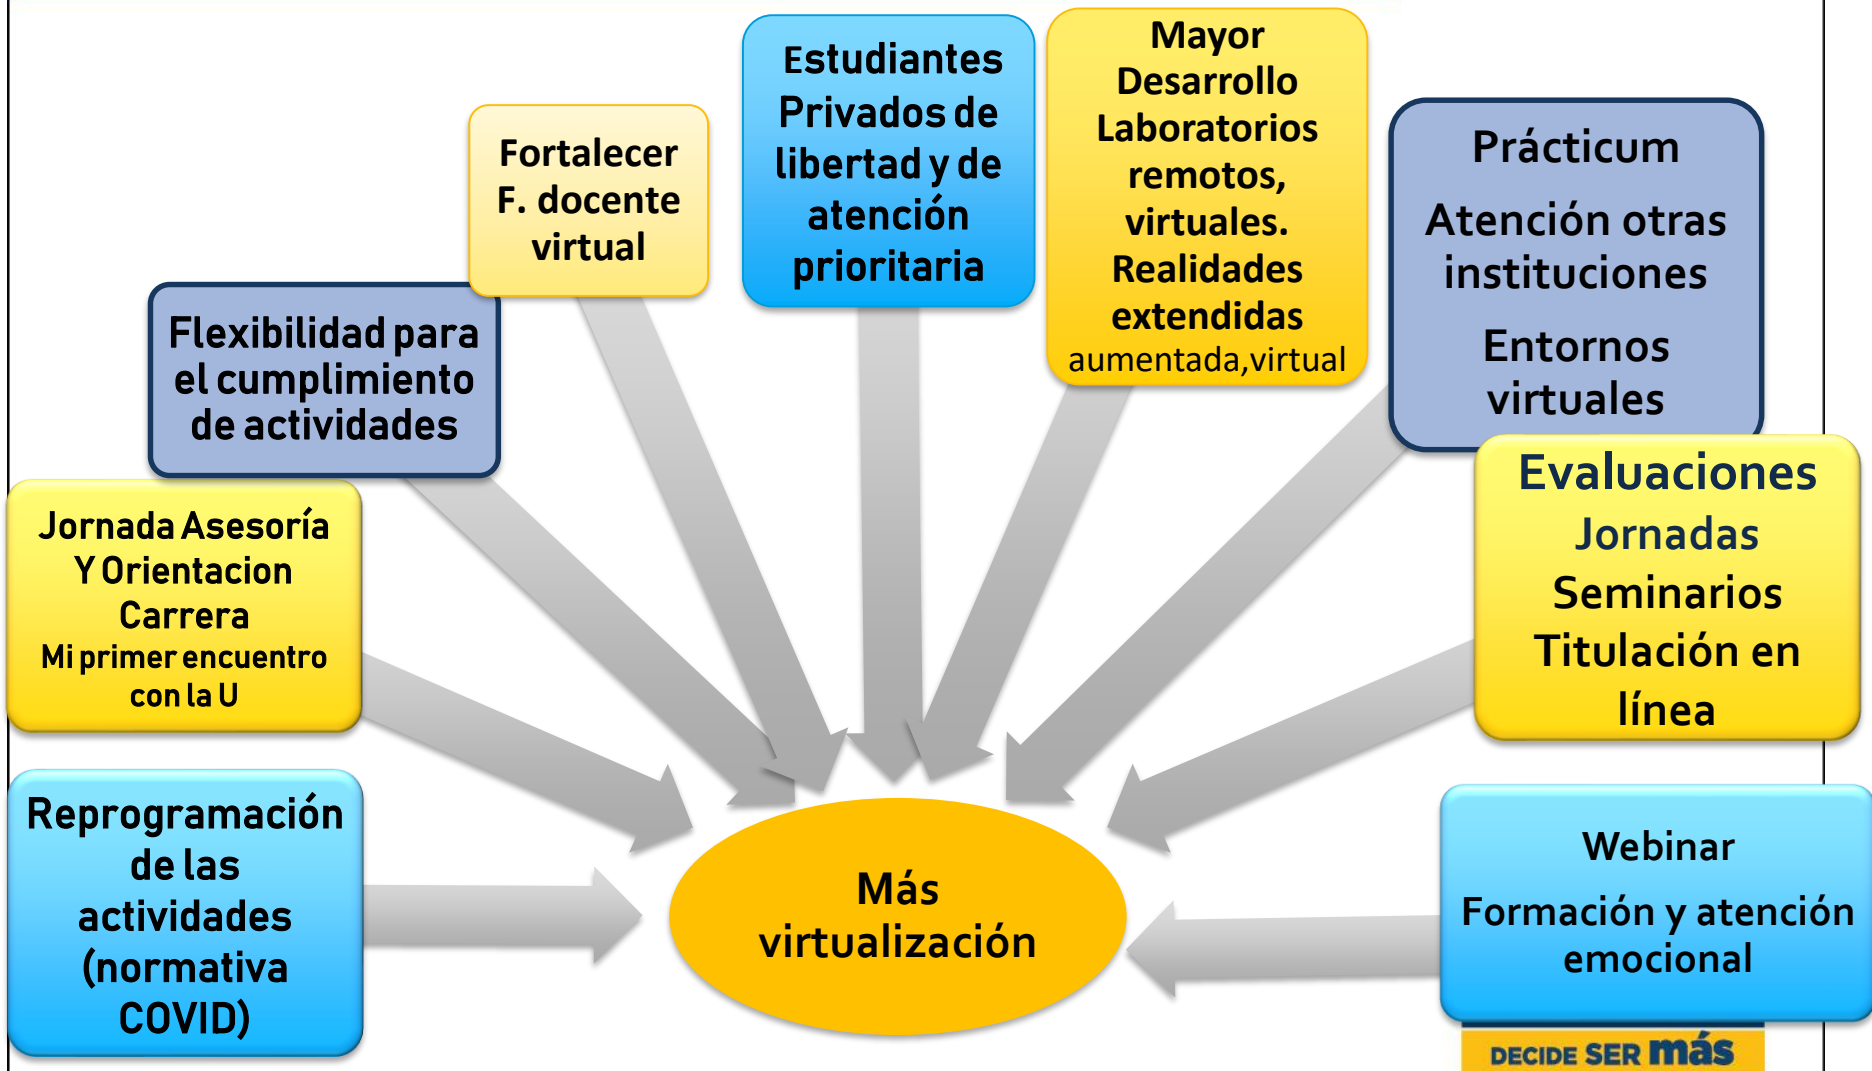 Reprogramación
de las
actividades
(normativa
COVID)
Jornada Asesoría
Y Orientacion
Carrera
Mi primer encuentro
con la U
Flexibilidad para
el cumplimiento
de actividades
Fortalecer
F. docente
virtual
Estudiantes
Privados de
libertad y de
atención
prioritaria
Mayor
Desarrollo
Laboratorios
remotos,
virtuales.
Realidades
extendidas
aumentada,virtual
Prácticum
Atención otras
instituciones
Entornos
virtuales
Evaluaciones
Jornadas
Seminarios
Titulación en
línea
Webinar
Formación y atención
emocional
Más
virtualización
DECIDE SER más